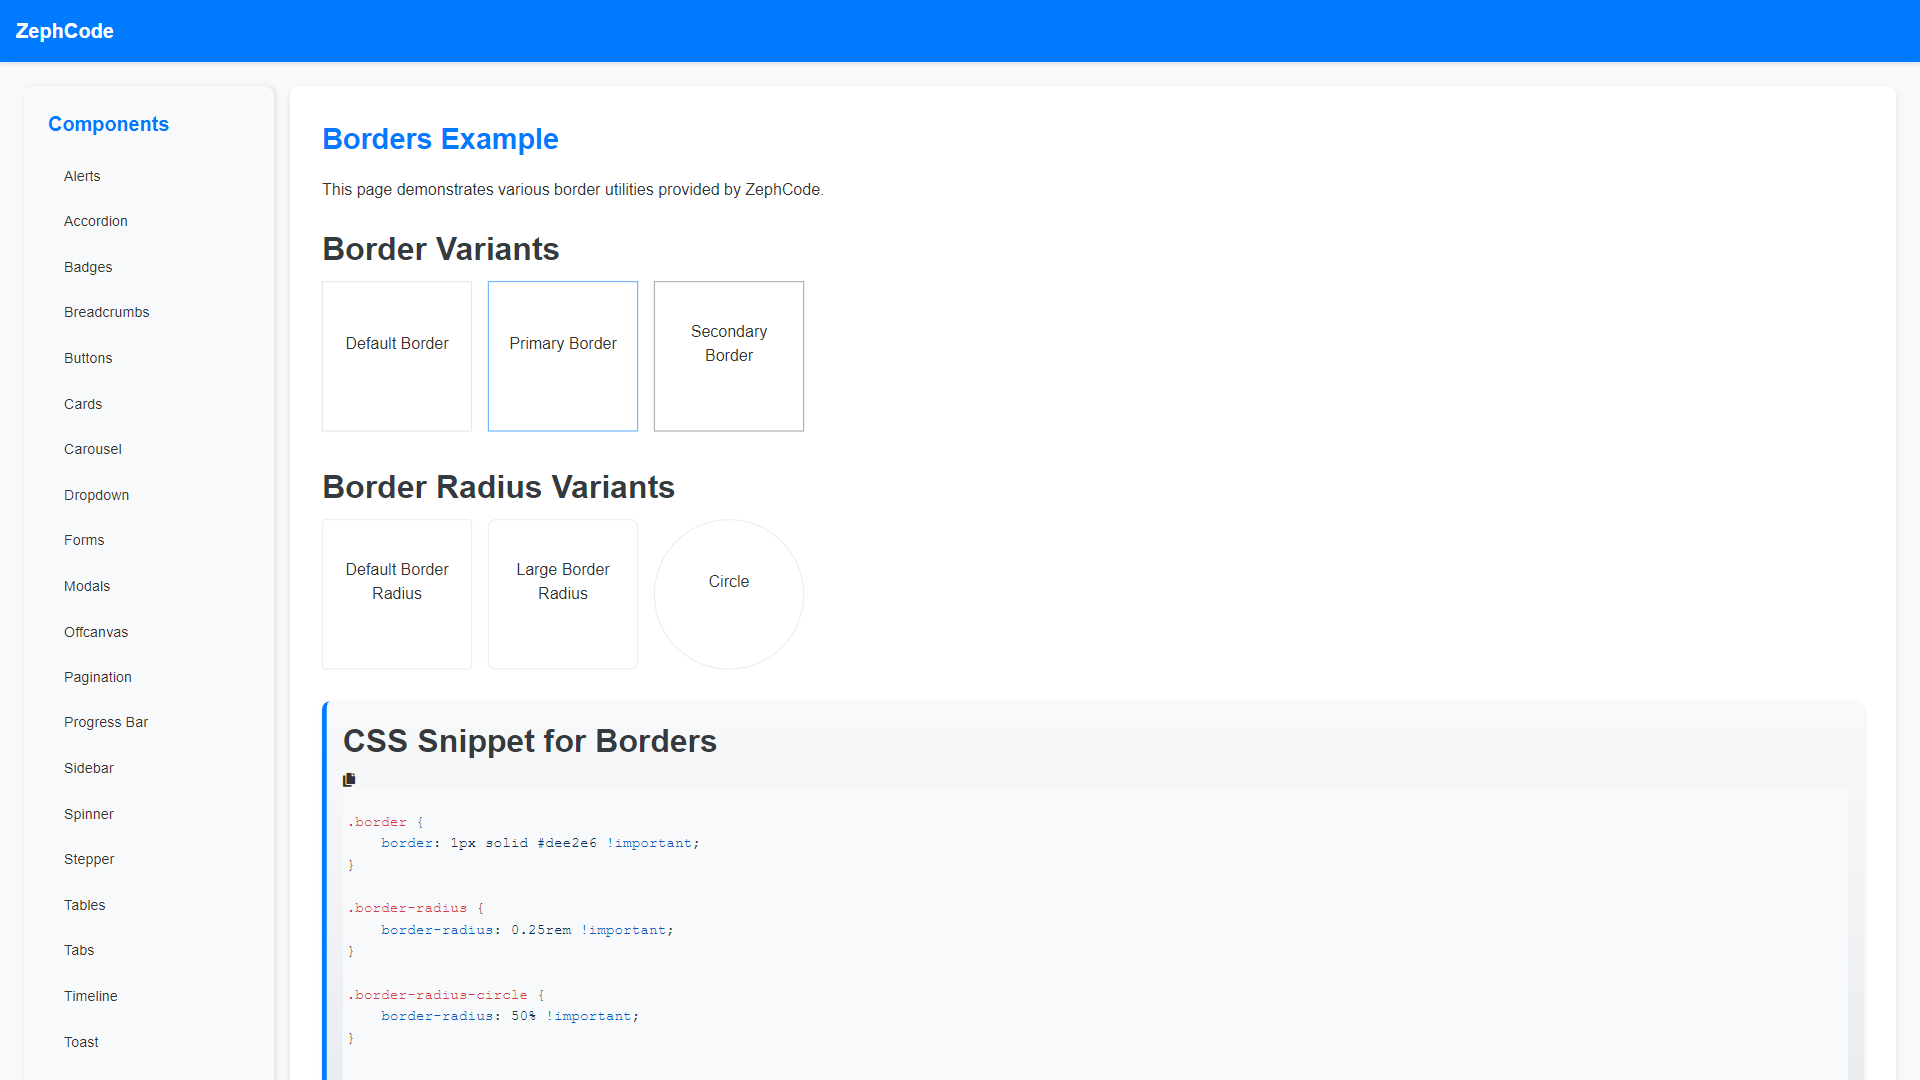 ZephCode
Components
Alerts
Accordion
Badges
Breadcrumbs
Buttons
Cards
Carousel
Dropdown
Forms
Modals
Offcanvas
Pagination
Progress Bar
Sidebar
Spinner
Stepper
Tables
Tabs
Timeline
Toast
Borders Example
This page demonstrates various border utilities provided by ZephCode.
Border Variants
Default Border
Primary Border
Secondary
Border
Border Radius Variants
Default Border
Radius
Large Border
Radius
Circle
CSS Snippet for Borders
.border {
    border: 1px solid #dee2e6 !important;
}
.border-radius {
    border-radius: 0.25rem !important;
}
.border-radius-circle {
    border-radius: 50% !important;
}